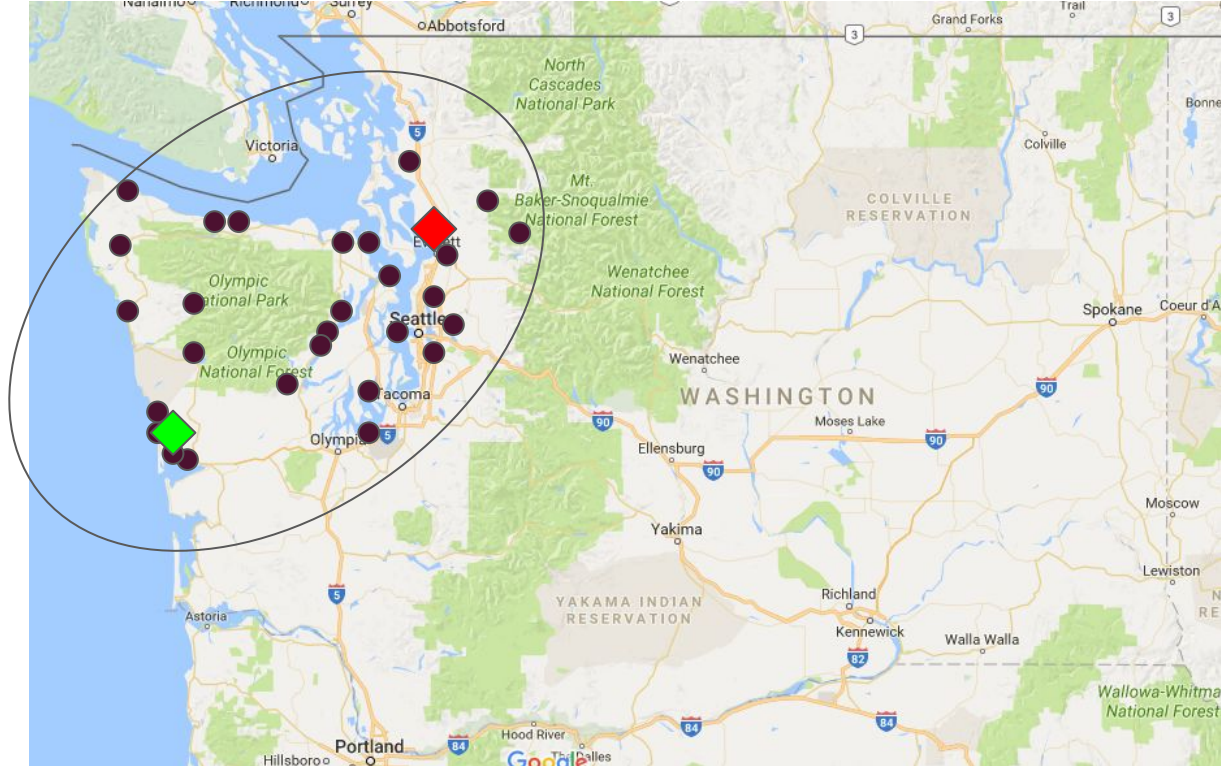 Nanaimo
Richmond
Surrey
Abbotsford
Grand Forks
Trail
3
3
North
Cascades
National Park
5
Victoria
Colville
Mt.
Baker-Snoqualmie
National Forest
COLVILLE
RESERVATION
Wenatchee
National Forest
Olympic
National Park
Seattle
Spokane
Olympic
National Forest
Wenatchee
WASHINGTON
90
Tacoma
90
Moses Lake
90
5
Olympia
Ellensburg
90
Moscow
Yakima
Lewiston
5
Richland
YAKAMA INDIAN
RESERVATION
Astoria
Kennewick
Walla Walla
82
Wallowa-Whitma
National Forest
84
84
84
Hood River
Portland
Hillsboro
Google